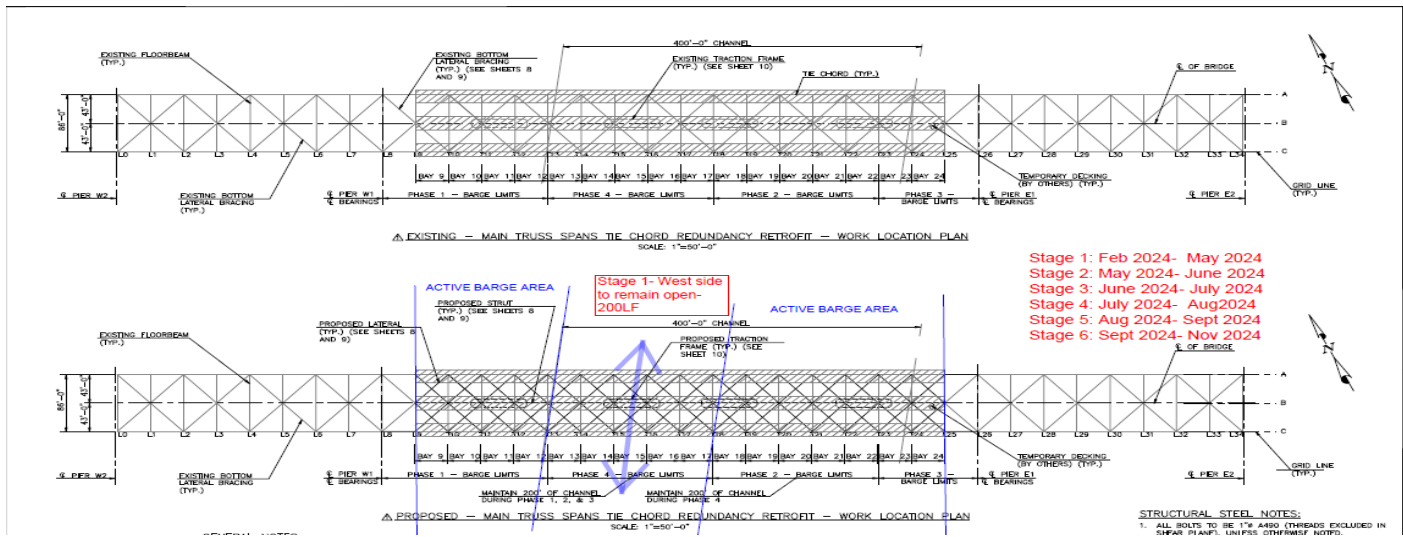 400'-0" CHANNEL
EXISTING FLOORBEAM
(TYP.)
EXISTING BOTTOM
LATERAL BRACING
(TYP.) (SEE SHEETS 8
AND 9)
EXISTING TRACTION FRAME
(TYP.) (SEE SHEET 10)
TIE CHORD (TYP.)
℄ OF BRIDGE
N
86'-0"
43'-0" 43'-0"
A
B
C
L0 L1 L2 L3 L4 L5 L6 L7 L8 L25 L26 L27 L28 L29 L30 L31 L32 L33 L34
BAY 9 BAY 10 BAY 11 BAY 12 BAY 13 BAY 14 BAY 15 BAY 16 BAY 17 BAY 18 BAY 19 BAY 20 BAY 21 BAY 22 BAY 23 BAY 24
℄ PIER W2
EXISTING BOTTOM
LATERAL BRACING
(TYP.)
℄ PIER W1
℄ BEARINGS
PHASE 1 – BARGE LIMITS
PHASE 4 – BARGE LIMITS
PHASE 2 – BARGE LIMITS
PHASE 3 –
BARGE LIMITS
℄ PIER E1
℄ BEARINGS
TEMPORARY DECKING
(BY OTHERS) (TYP.)
℄ PIER E2
GRID LINE
(TYP.)
EXISTING – MAIN TRUSS SPANS TIE CHORD REDUNDANCY RETROFIT – WORK LOCATION PLAN
SCALE: 1"=50'-0"
Stage 1: Feb 2024- May 2024
Stage 2: May 2024- June 2024
Stage 3: June 2024- July 2024
Stage 4: July 2024- Aug2024
Stage 5: Aug 2024- Sept 2024
Stage 6: Sept 2024- Nov 2024
ACTIVE BARGE AREA
Stage 1- West side
to remain open-
200LF
ACTIVE BARGE AREA
EXISTING FLOORBEAM
(TYP.)
PROPOSED LATERAL
(TYP.) (SEE SHEETS 8
AND 9)
PROPOSED STRUT
(TYP.) (SEE SHEETS 8
AND 9)
400'-0" CHANNEL
PROPOSED TRACTION
FRAME (TYP.) (SEE
SHEET 10)
℄ OF BRIDGE
N
86'-0"
43'-0" 43'-0"
A
B
C
L0 L1 L2 L3 L4 L5 L6 L7 L8 L25 L26 L27 L28 L29 L30 L31 L32 L33 L34
BAY 9 BAY 10 BAY 11 BAY 12 BAY 13 BAY 14 BAY 15 BAY 16 BAY 17 BAY 18 BAY 19 BAY 20 BAY 21 BAY 22 BAY 23 BAY 24
℄ PIER W2
EXISTING BOTTOM
LATERAL BRACING
(TYP.)
℄ PIER W1
℄ BEARINGS
PHASE 1 – BARGE LIMITS
PHASE 4 – BARGE LIMITS
PHASE 2 – BARGE LIMITS
PHASE 3 –
BARGE LIMITS
℄ PIER E1
℄ BEARINGS
TEMPORARY DECKING
(BY OTHERS) (TYP.)
℄ PIER E2
GRID LINE
(TYP.)
MAINTAIN 200' OF CHANNEL
DURING PHASE 1, 2, & 3
MAINTAIN 200' OF CHANNEL
DURING PHASE 4
PROPOSED – MAIN TRUSS SPANS TIE CHORD REDUNDANCY RETROFIT – WORK LOCATION PLAN
SCALE: 1"=50'-0"
STRUCTURAL STEEL NOTES:
1. ALL BOLTS TO BE 1"ø A490 (THREADS EXCLUDED IN
SHEAR PLANE), UNLESS OTHERWISE NOTED.
GENERAL NOTES